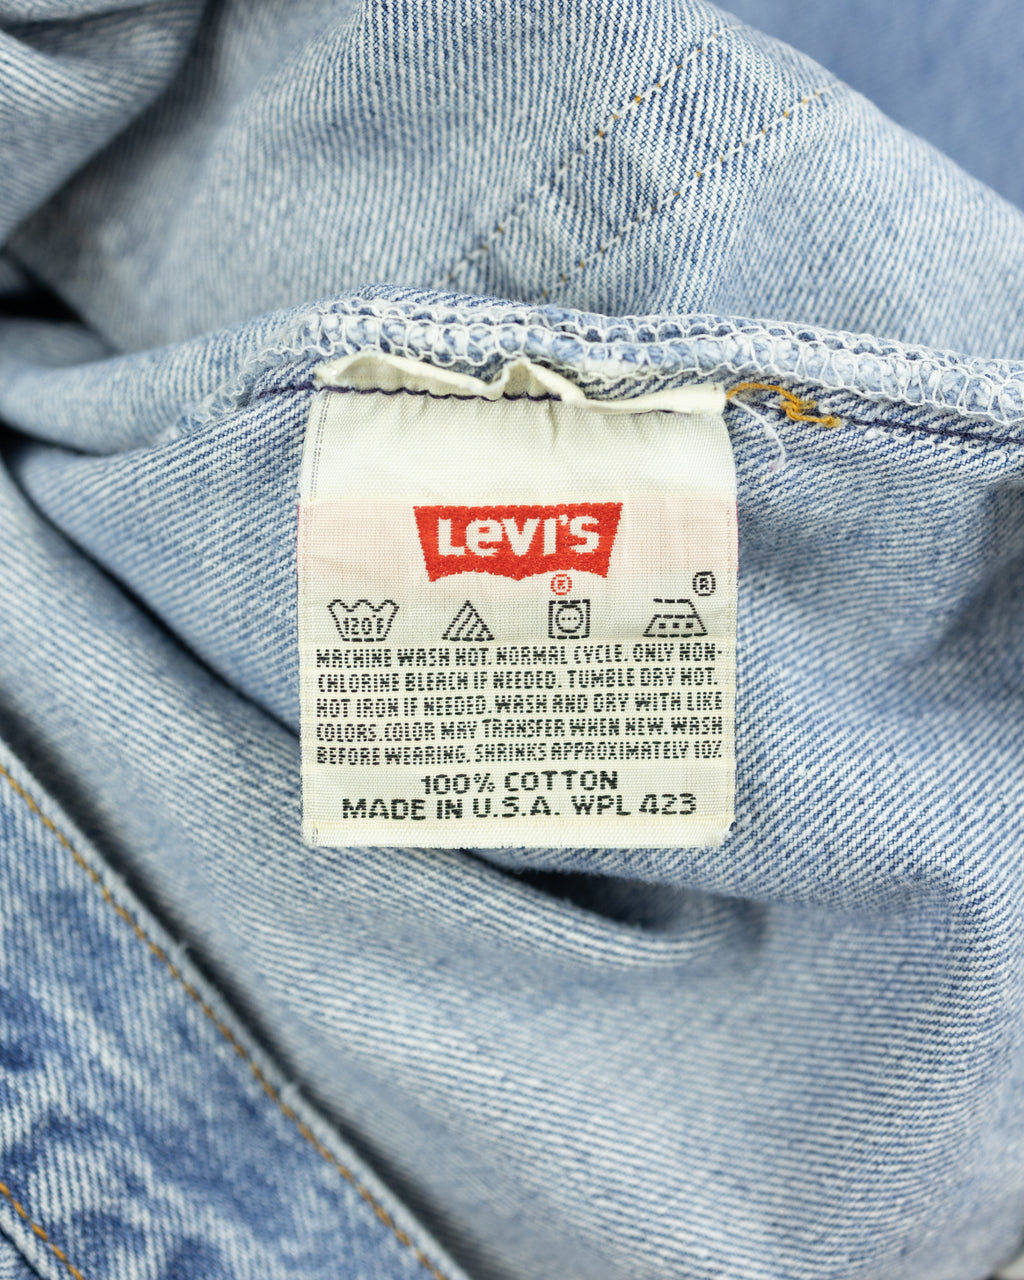 Levi's
®
®
120F
MACHINE WASH HOT. NORMAL CYCLE. ONLY NON-
CHLORINE BLEACH IF NEEDED. TUMBLE DRY HOT.
HOT IRON IF NEEDED. WASH AND DRY WITH LIKE
COLORS. COLOR MAY TRANSFER WHEN NEW. WASH
BEFORE WEARING. SHRINKS APPROXIMATELY 10%
100% COTTON
MADE IN U.S.A. WPL 423